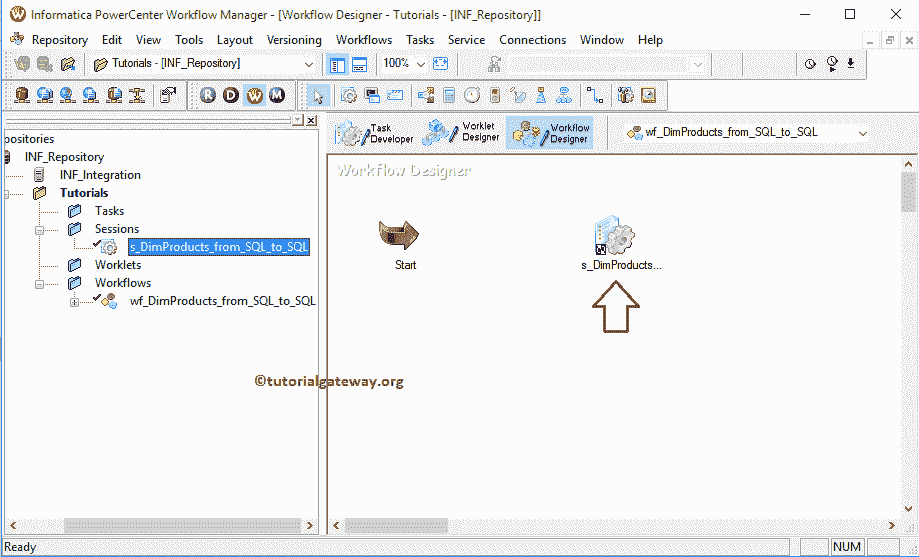 Informatica PowerCenter Workflow Manager - [Workflow Designer - Tutorials - [INF_Repository]]
Repository Edit View Tools Layout Versioning Workflows Tasks Service Connections Window Help
Tutorials - [INF_Repository] 100%
R D W M
positories
INF_Repository
INF_Integration
Tutorials
Tasks
Sessions
s_DimProducts_from_SQL_to_SQL
Worklets
Workflows
wf_DimProducts_from_SQL_to_SQL
Task Developer
Worklet Designer
Workflow Designer
wf_DimProducts_from_SQL_to_SQL
Workflow Designer
Start
s_DimProducts...
©tutorialgateway.org
Ready
NUM